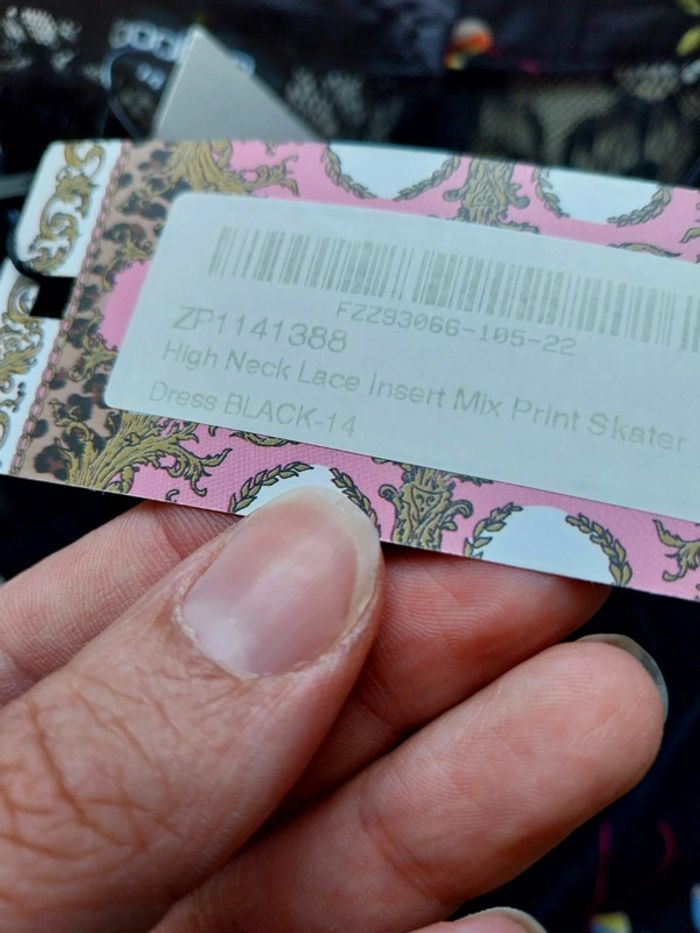 FZZ93066-105-22
ZP1141388
High Neck Lace Insert Mix Print Skater
Dress BLACK-14